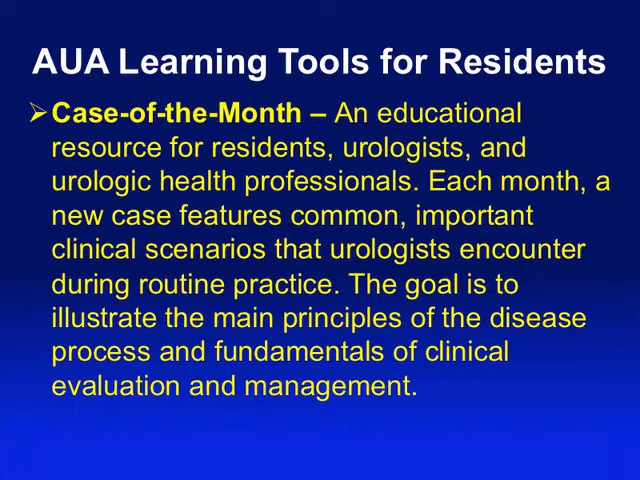 AUA Learning Tools for Residents
➢Case-of-the-Month – An educational
resource for residents, urologists, and
urologic health professionals. Each month, a
new case features common, important
clinical scenarios that urologists encounter
during routine practice. The goal is to
illustrate the main principles of the disease
process and fundamentals of clinical
evaluation and management.